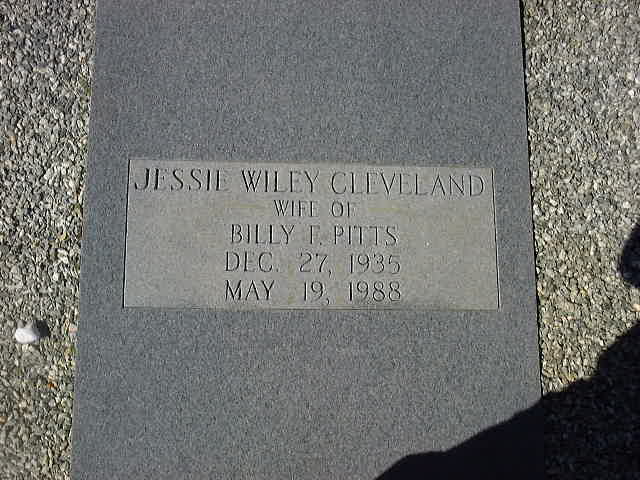 JESSIE WILEY CLEVELAND
WIFE OF
BILLY F. PITTS
DEC. 27, 1935
MAY 19, 1988